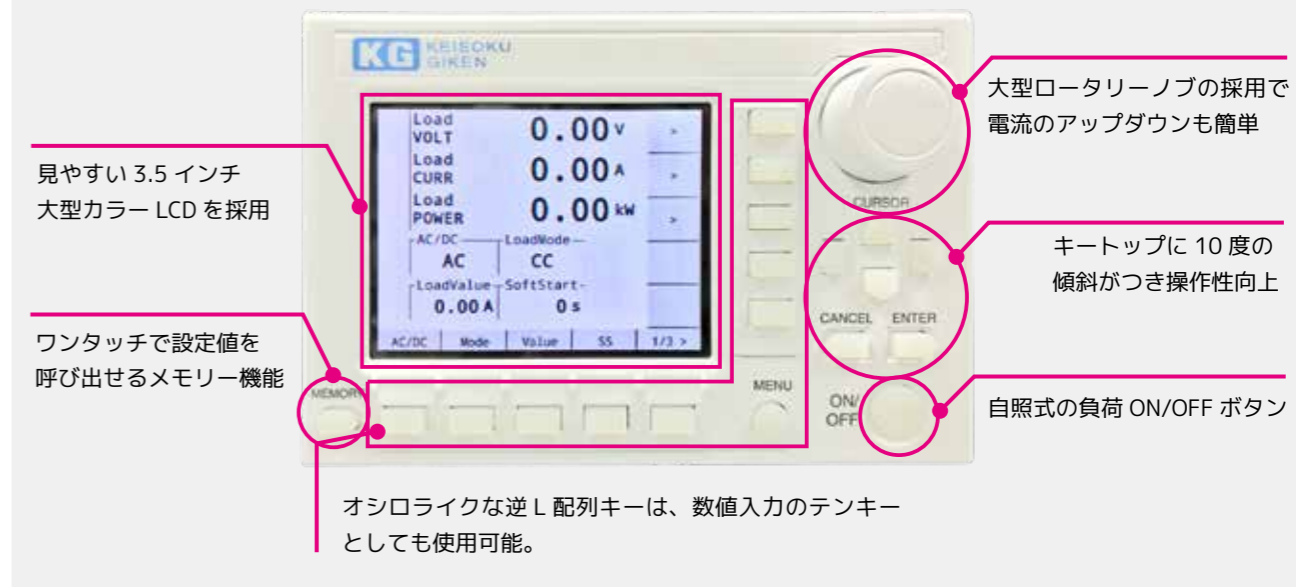 KG KEISOKU
GIKEN
大型ロータリーノブの採用で
電流のアップダウンも簡単
見やすい 3.5 インチ
大型カラー LCD を採用
Load
VOLT 0.00 V >
Load
CURR 0.00 A >
Load
POWER 0.00 kW >
AC/DC LoadMode
AC CC
LoadValue SoftStart
0.00 A 0 s
AC/DC Mode Value SS 1/3 >
CURSOR
キートップに 10 度の
傾斜がつき操作性向上
CANCEL ENTER
ワンタッチで設定値を
呼び出せるメモリー機能
MEMORY
MENU
ON/
OFF
自照式の負荷 ON/OFF ボタン
オシロライクな逆 L 配列キーは、数値入力のテンキー
としても使用可能。